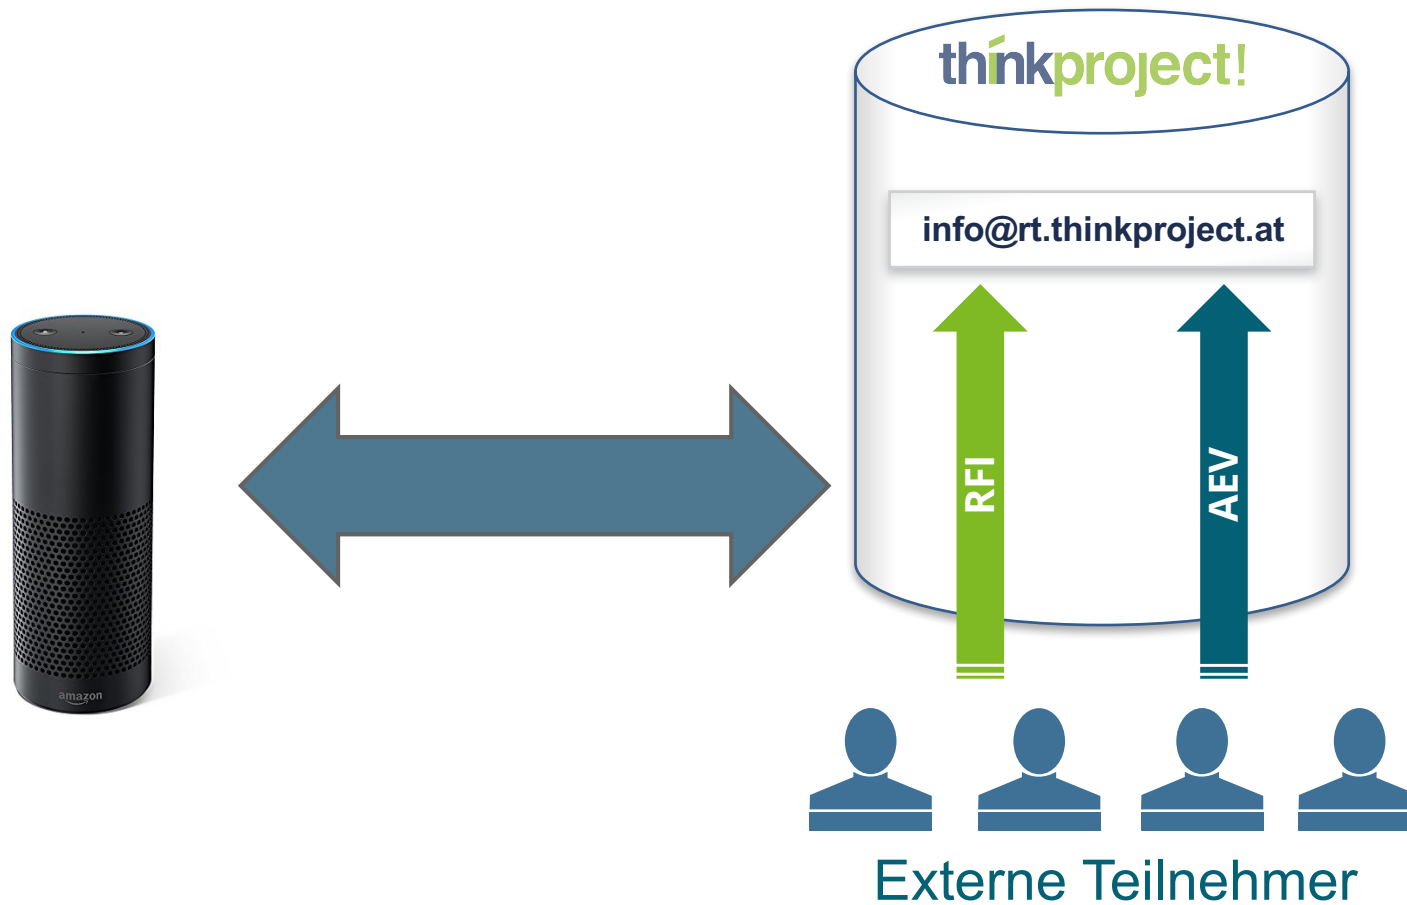 thinkproject!
info@rt.thinkproject.at
RFI
AEV
amazon
Externe Teilnehmer